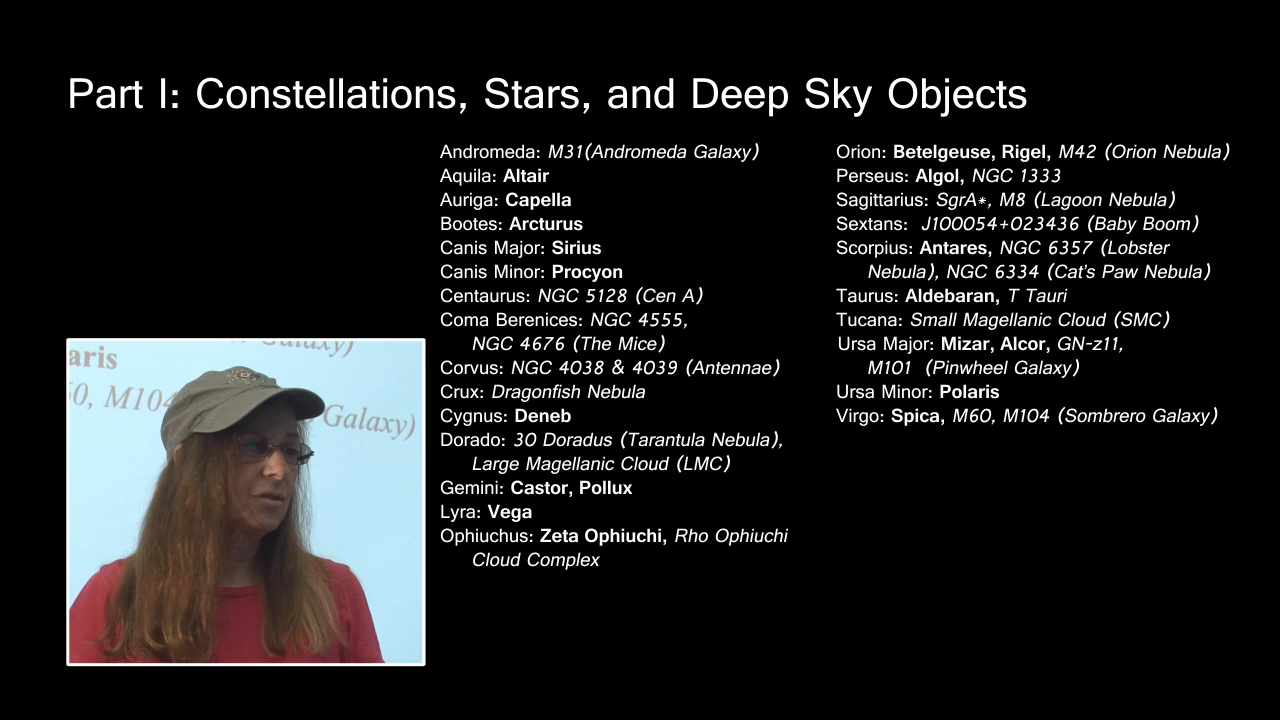 Part I: Constellations, Stars, and Deep Sky Objects
Andromeda: M31(Andromeda Galaxy)
Aquila: Altair
Auriga: Capella
Bootes: Arcturus
Canis Major: Sirius
Canis Minor: Procyon
Centaurus: NGC 5128 (Cen A)
Coma Berenices: NGC 4555,
NGC 4676 (The Mice)
Corvus: NGC 4038 & 4039 (Antennae)
Crux: Dragonfish Nebula
Cygnus: Deneb
Dorado: 30 Doradus (Tarantula Nebula),
Large Magellanic Cloud (LMC)
Gemini: Castor, Pollux
Lyra: Vega
Ophiuchus: Zeta Ophiuchi, Rho Ophiuchi
Cloud Complex
Orion: Betelgeuse, Rigel, M42 (Orion Nebula)
Perseus: Algol, NGC 1333
Sagittarius: SgrA*, M8 (Lagoon Nebula)
Sextans: J100054+023436 (Baby Boom)
Scorpius: Antares, NGC 6357 (Lobster
Nebula), NGC 6334 (Cat's Paw Nebula)
Taurus: Aldebaran, T Tauri
Tucana: Small Magellanic Cloud (SMC)
Ursa Major: Mizar, Alcor, GN-z11,
M101 (Pinwheel Galaxy)
Ursa Minor: Polaris
Virgo: Spica, M60, M104 (Sombrero Galaxy)
Galaxy)
aris
60, M104 Galaxy)